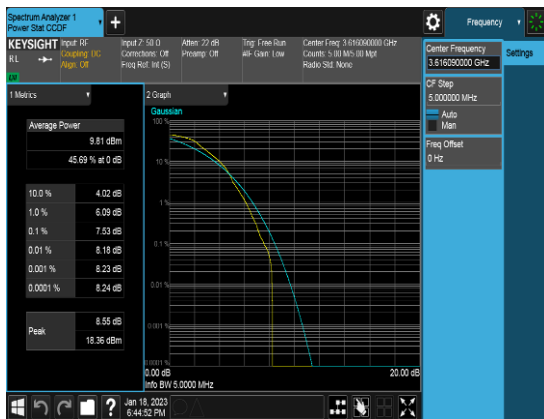 Spectrum Analyzer 1
Power Stat CCDF
Frequency
KEYSIGHT
RL
Input: RF
Coupling: DC
Align: Off
Input Z: 50 Ω
Corrections: Off
Freq Ref: Int (S)
Atten: 22 dB
Preamp: Off
Trig: Free Run
#IF Gain: Low
Center Freq: 3.616090000 GHz
Counts: 5.00 M/5.00 Mpt
Radio Std: None
Center Frequency
3.616090000 GHz
Settings
CF Step
5.000000 MHz
Auto
Man
Freq Offset
0 Hz
1 Metrics
Average Power
9.81 dBm
45.69 % at 0 dB
10.0 %
4.02 dB
1.0 %
6.09 dB
0.1 %
7.53 dB
0.01 %
8.18 dB
0.001 %
8.23 dB
0.0001 %
8.24 dB
Peak
8.55 dB
18.36 dBm
2 Graph
Gaussian
100 %
10 %
1 %
0.1 %
0.01 %
0.001 %
0.0001 %
0.00 dB
20.00 dB
Info BW 5.0000 MHz
?
Jan 18, 2023
6:44:52 PM